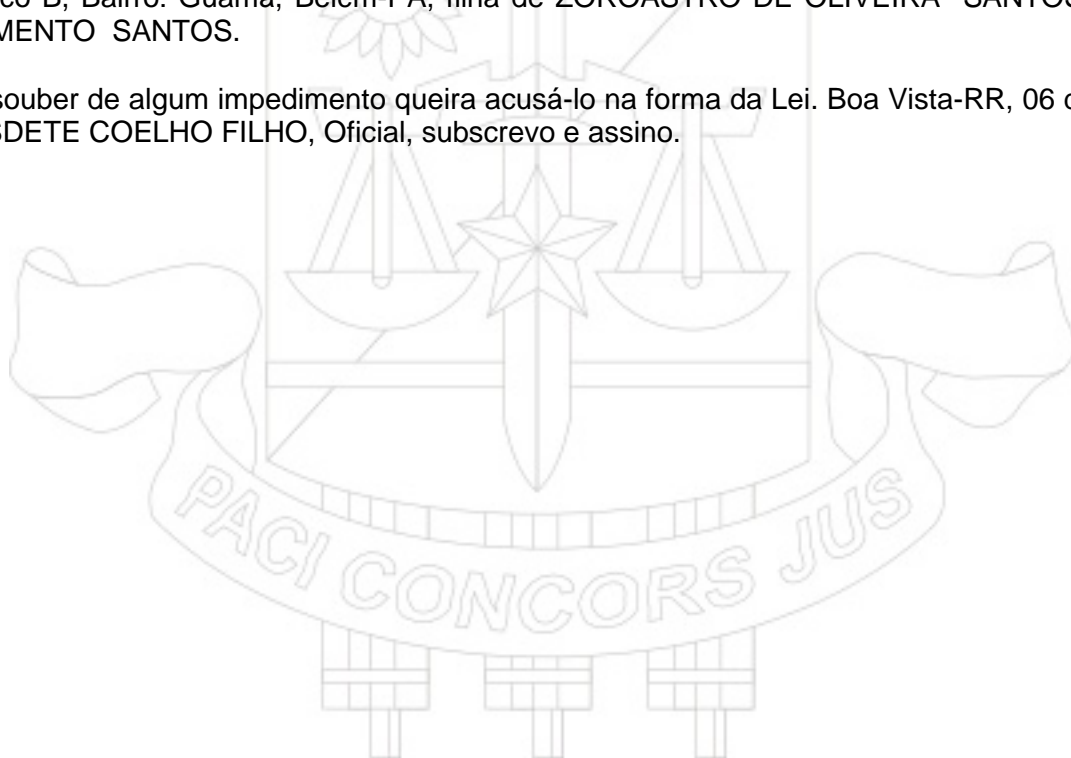 co B, Bairro: Guamá, Belém-PA, filha de ZOROASTRO DE OLIVEIRA SANTOS
MENTO SANTOS.
souber de algum impedimento queira acusá-lo na forma da Lei. Boa Vista-RR, 06
DETE COELHO FILHO, Oficial, subscrevo e assino.
PACI CONCORS JUS